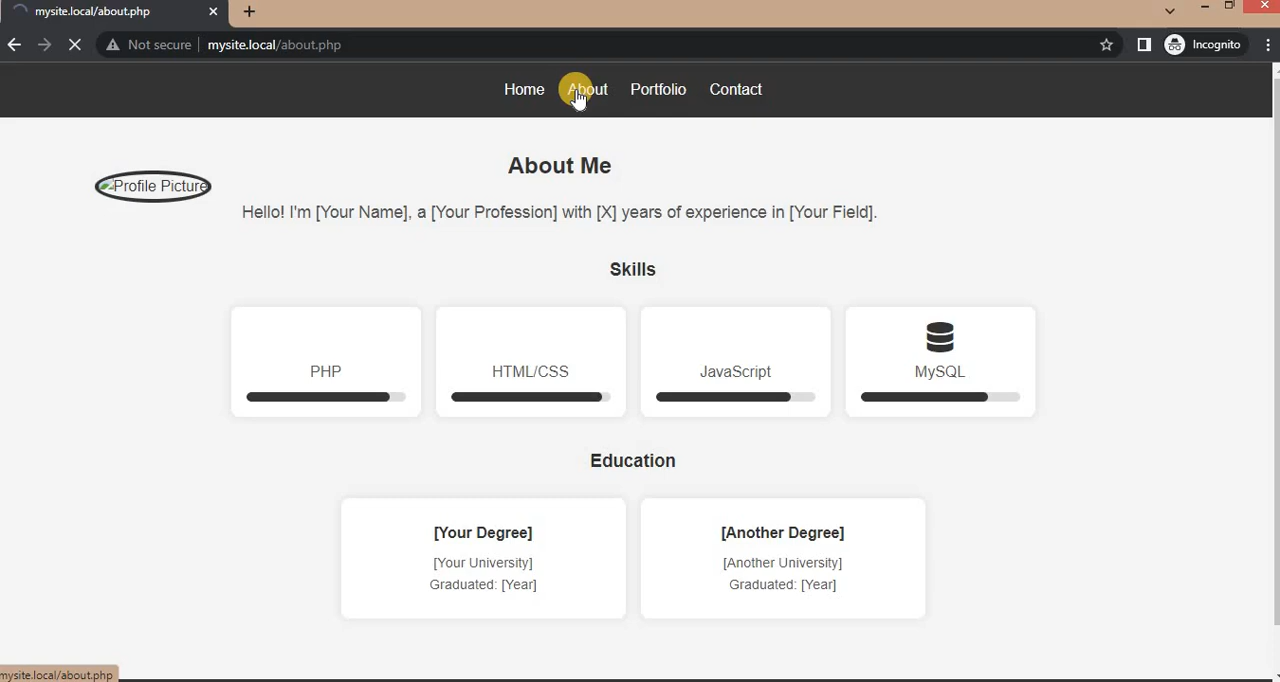 mysite.local/about.php
Not secure mysite.local/about.php Incognito
Home About Portfolio Contact
About Me
Profile Picture
Hello! I'm [Your Name], a [Your Profession] with [X] years of experience in [Your Field].
Skills
PHP HTML/CSS JavaScript MySQL
Education
[Your Degree] [Another Degree]
[Your University] [Another University]
Graduated: [Year] Graduated: [Year]
mysite.local/about.php